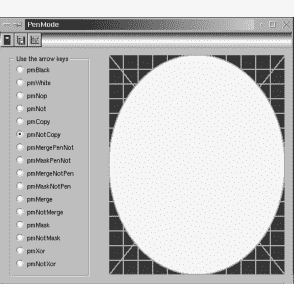 PenMode
Use the arrow keys
pmBlack
pmWhite
pmNop
pmNot
pmCopy
pmNotCopy
pmMergePenNot
pmMaskPenNot
pmMergeNotPen
pmMaskNotPen
pmMerge
pmNotMerge
pmMask
pmNotMask
pmXor
pmNotXor